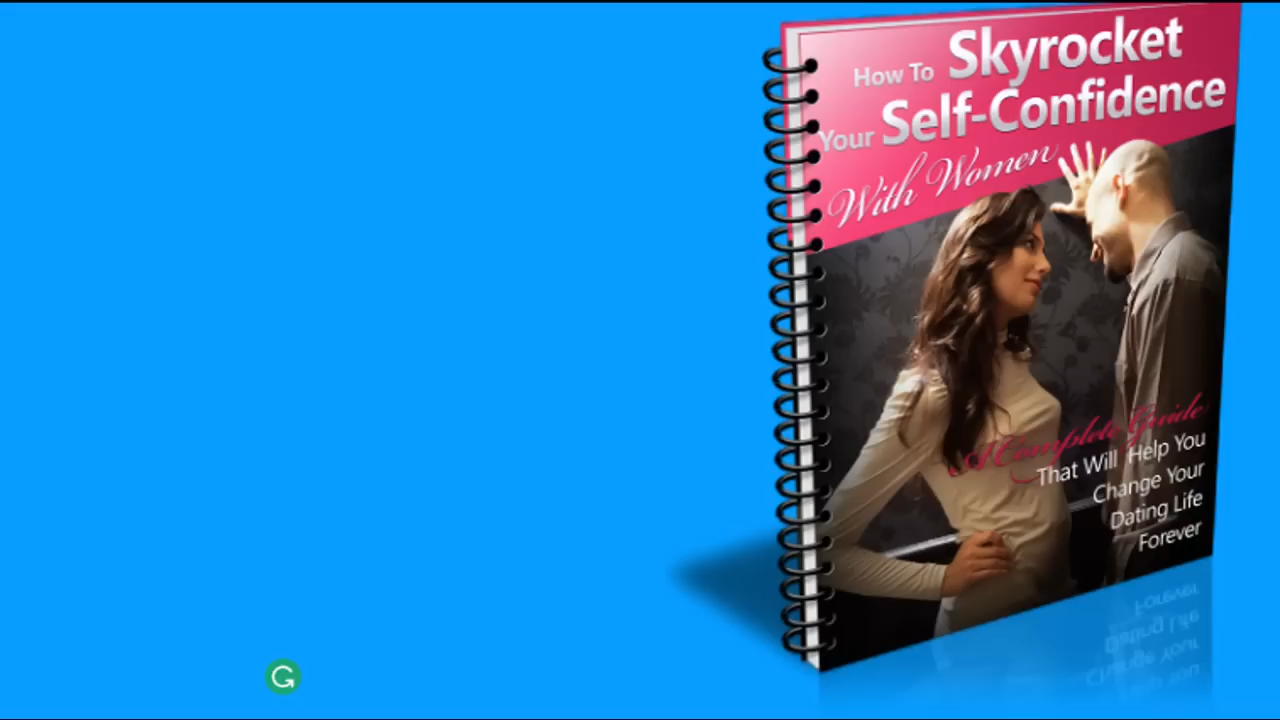 How To Skyrocket
Your Self-Confidence
With Women
A Complete Guide
That Will Help You
Change Your
Dating Life
Forever